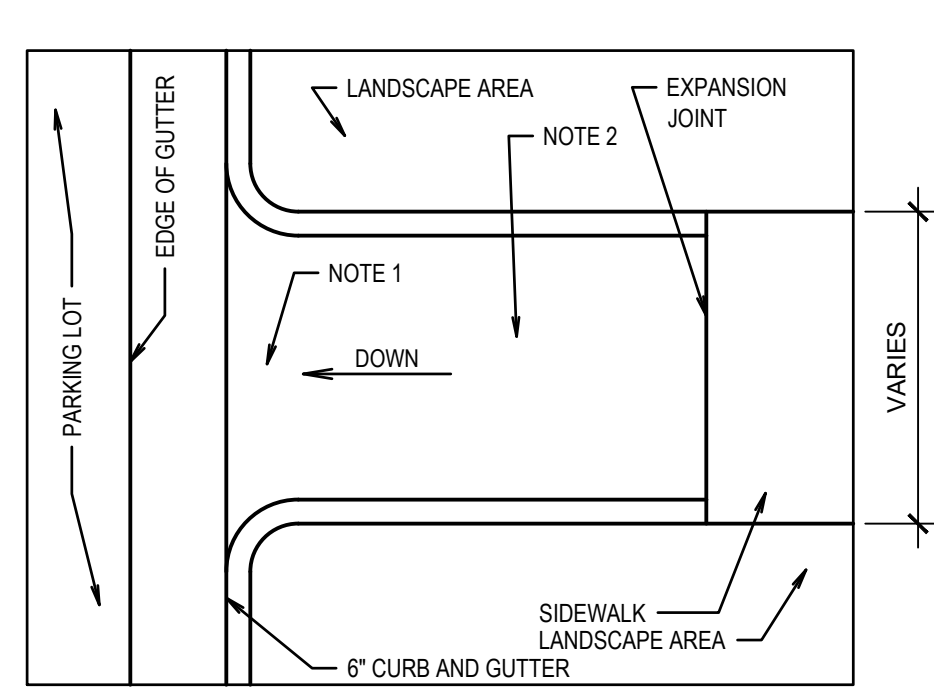 LANDSCAPE AREA
EXPANSION
JOINT
NOTE 2
EDGE OF GUTTER
NOTE 1
PARKING LOT
DOWN
VARIES
SIDEWALK
LANDSCAPE AREA
6" CURB AND GUTTER